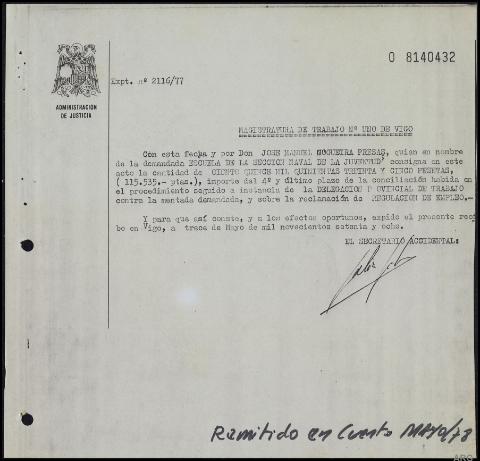 O 8140432
Expt. nº 2116/77
ADMINISTRACION
DE JUSTICIA
MAGISTRATURA DE TRABAJO Nº UNO DE VIGO
Con esta fecha y por Don JOSE MANUEL NOGUEIRA PRESAS, quien en nombre
de la demandada ESCUELA DE LA SECCION NAVAL DE LA JUVENTUD consigna en este
acto la cantidad de CIENTO QUINCE MIL QUINIENTAS TREINTA Y CINCO PESETAS,
( 115.535.- ptas.), importe del 4º y último plazo de la conciliación habida en
el procedimiento seguido a instancia de la DELEGACION P OVINCIAL DE TRABAJO
contra la mentada demandada, y sobre la reclamación de REGULACION DE EMPLEO.-
Y para que así conste, y a los efectos oportunos, expido el presente reci
bo en Vigo, a trece de Mayo de mil novecientos setenta y ocho.
EL SECRETARIO ACCIDENTAL:
Remitido en Cuenta MAYO/78